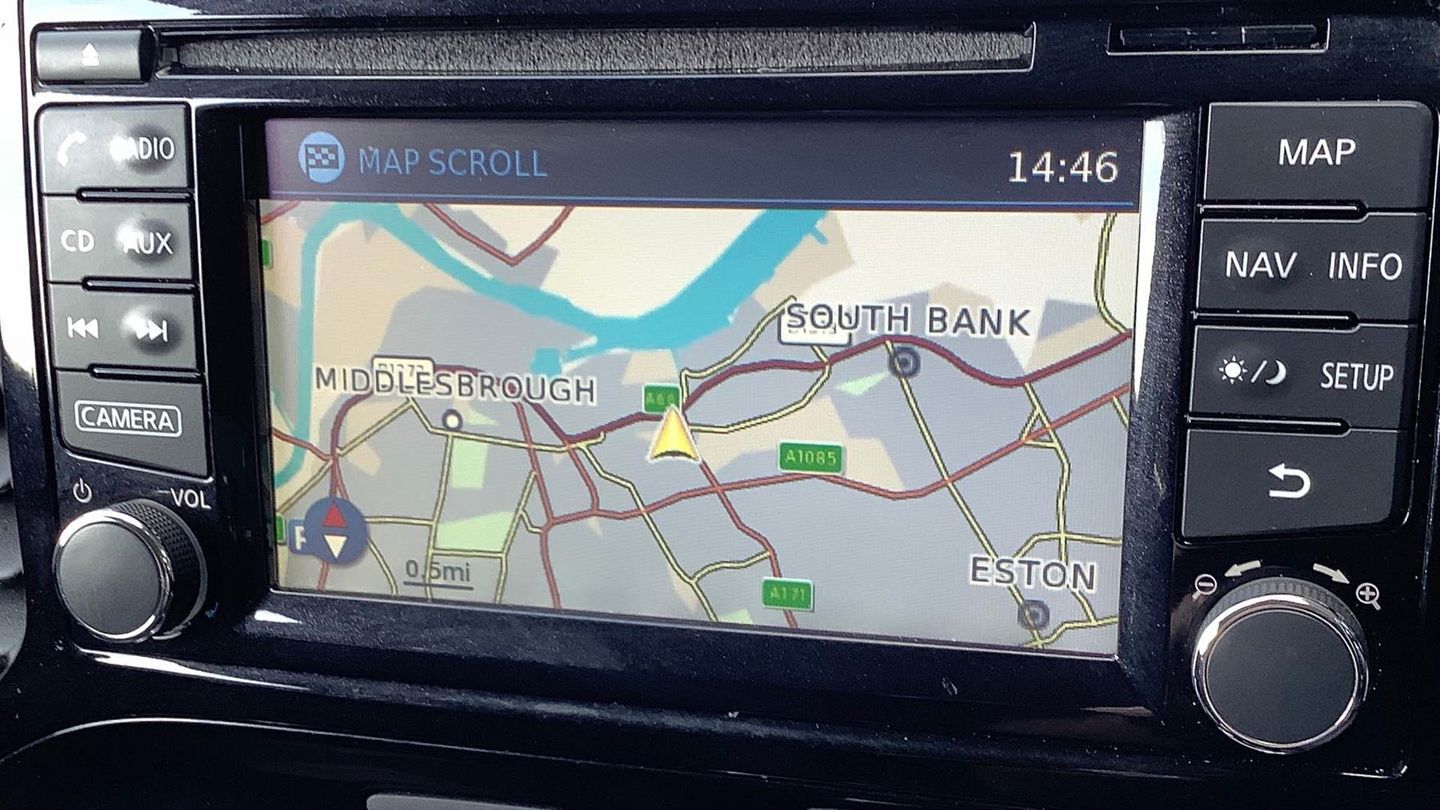 RADIO
CD AUX
CAMERA
VOL
MAP SCROLL
14:46
SOUTH BANK
MIDDLESBROUGH
A1085
ESTON
0.5mi
A171
MAP
NAV INFO
SETUP